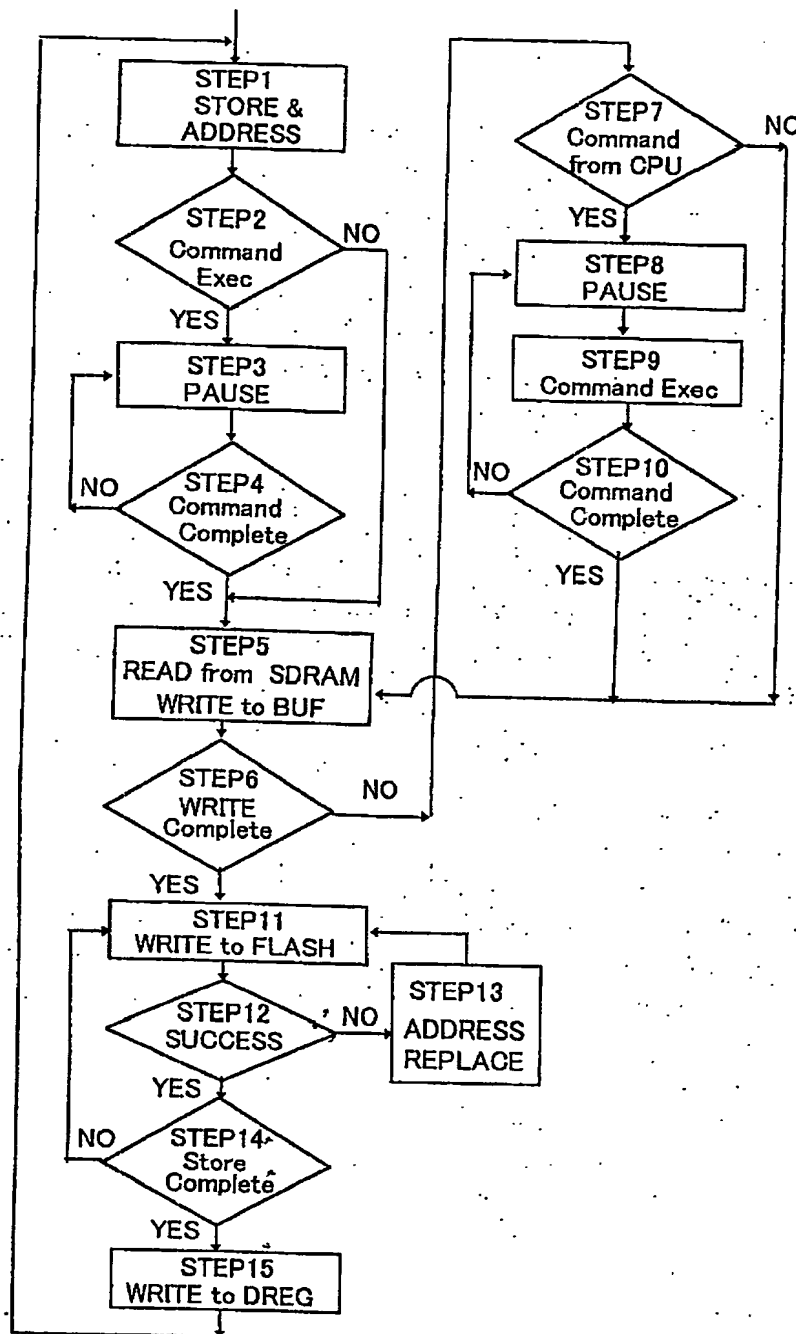 STEP1
STORE &
ADDRESS
STEP2
Command
Exec
NO
YES
STEP3
PAUSE
STEP4
Command
Complete
NO
YES
STEP5
READ from SDRAM
WRITE to BUF
STEP6
WRITE
Complete
NO
YES
STEP7
Command
from CPU
NO
YES
STEP8
PAUSE
STEP9
Command Exec
STEP10
Command
Complete
NO
YES
STEP11
WRITE to FLASH
STEP12
SUCCESS
NO
YES
STEP13
ADDRESS
REPLACE
STEP14
Store
Complete
NO
YES
STEP15
WRITE to DREG